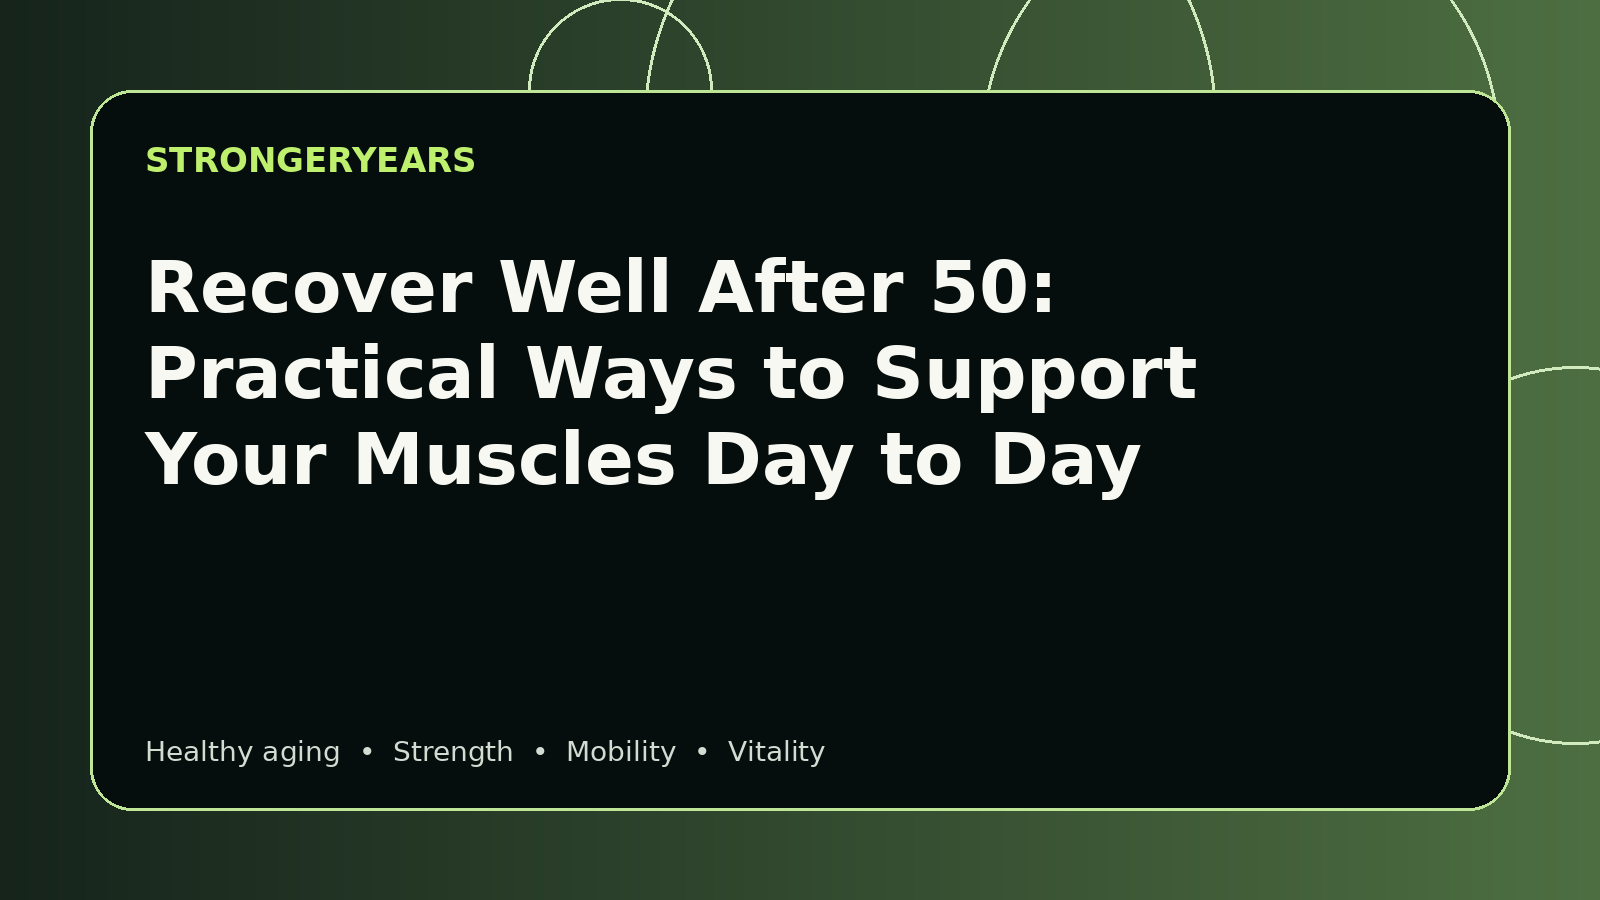 STRONGERYEARS
Recover Well After 50:
Practical Ways to Support
Your Muscles Day to Day
Healthy aging • Strength • Mobility • Vitality